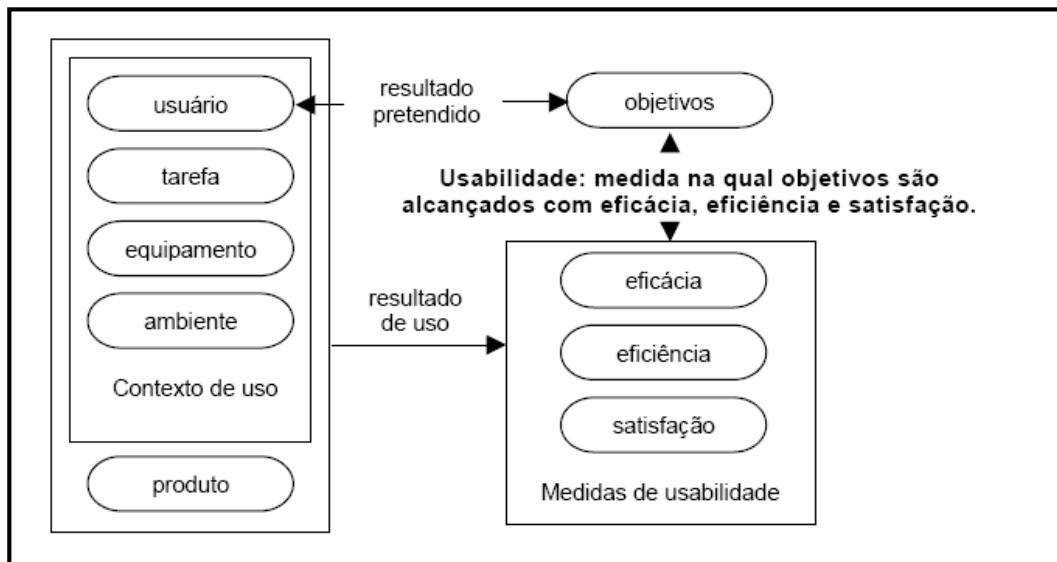 usuário
tarefa
equipamento
ambiente
Contexto de uso
produto
resultado
pretendido
objetivos
Usabilidade: medida na qual objetivos são
alcançados com eficácia, eficiência e satisfação.
resultado
de uso
eficácia
eficiência
satisfação
Medidas de usabilidade